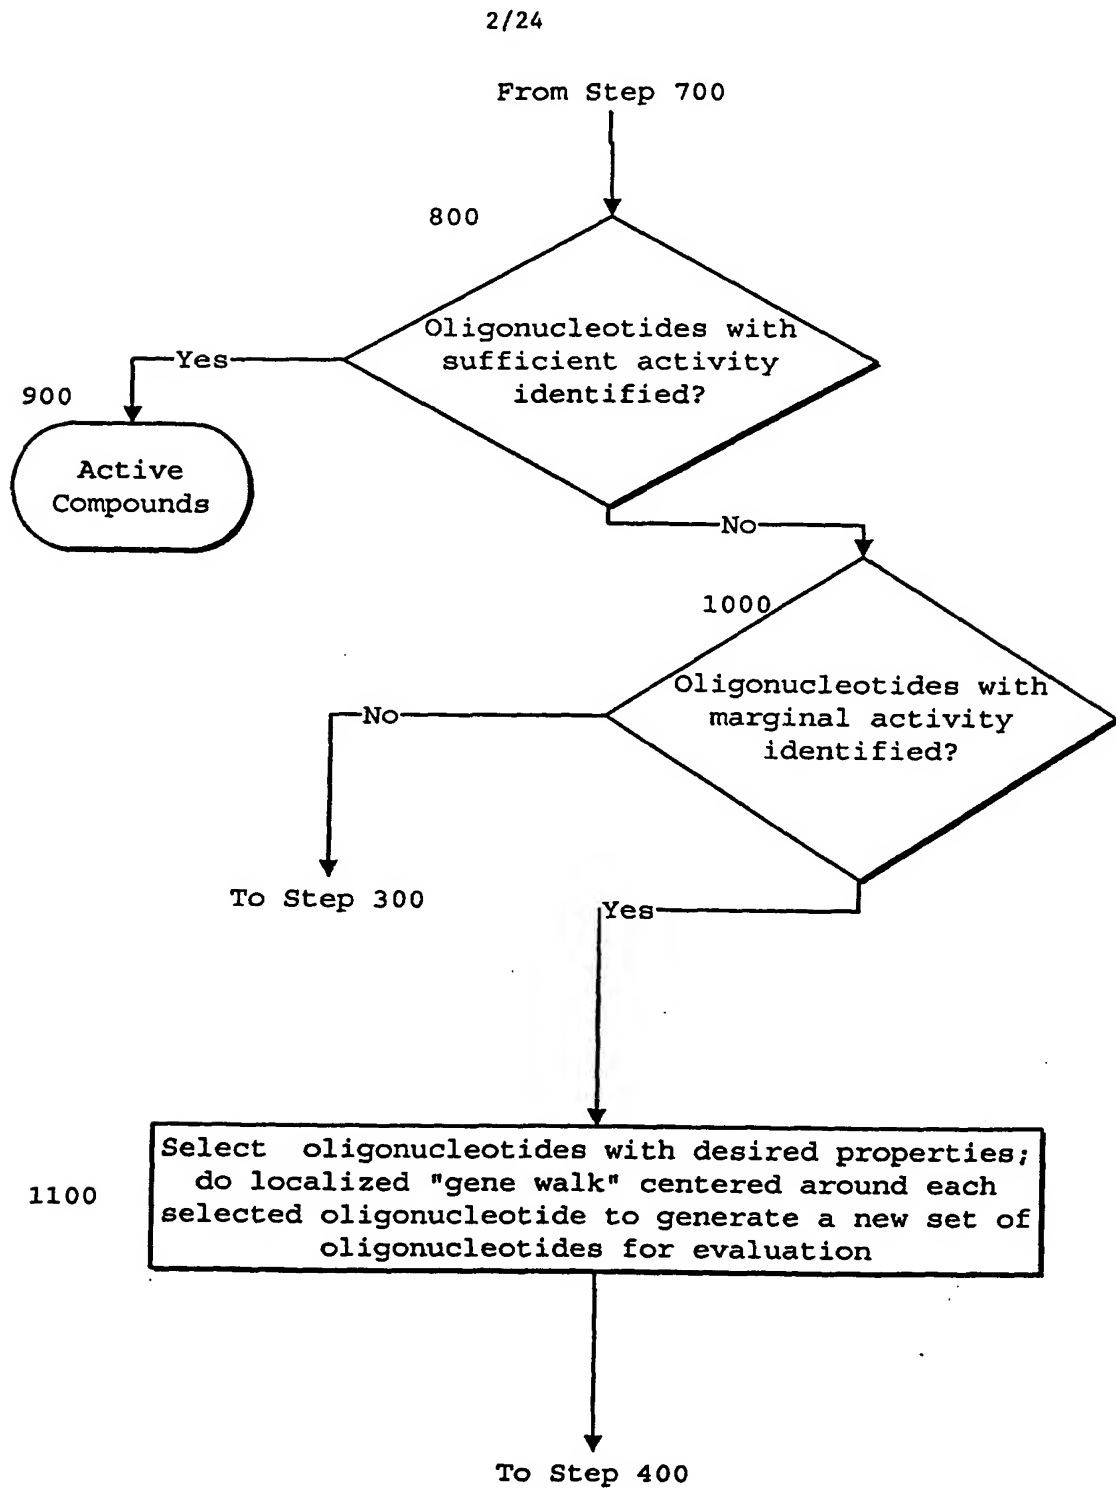 2/24
From Step 700
800
Oligonucleotides with
sufficient activity
identified?
Yes
900
Active
Compounds
No
1000
Oligonucleotides with
marginal activity
identified?
No
To Step 300
Yes
1100
Select oligonucleotides with desired properties;
do localized "gene walk" centered around each
selected oligonucleotide to generate a new set of
oligonucleotides for evaluation
To Step 400